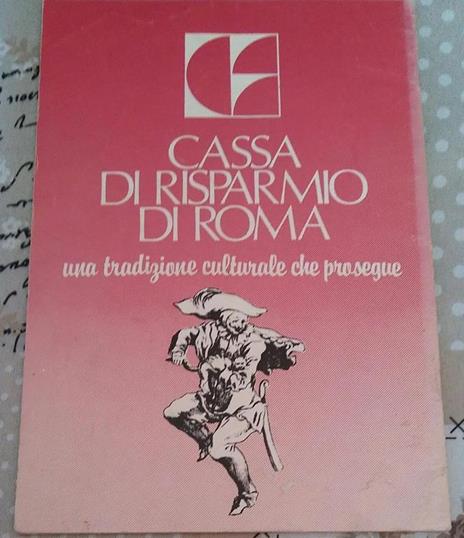 CASSA
DI RISPARMIO
DI ROMA
una tradizione culturale che prosegue